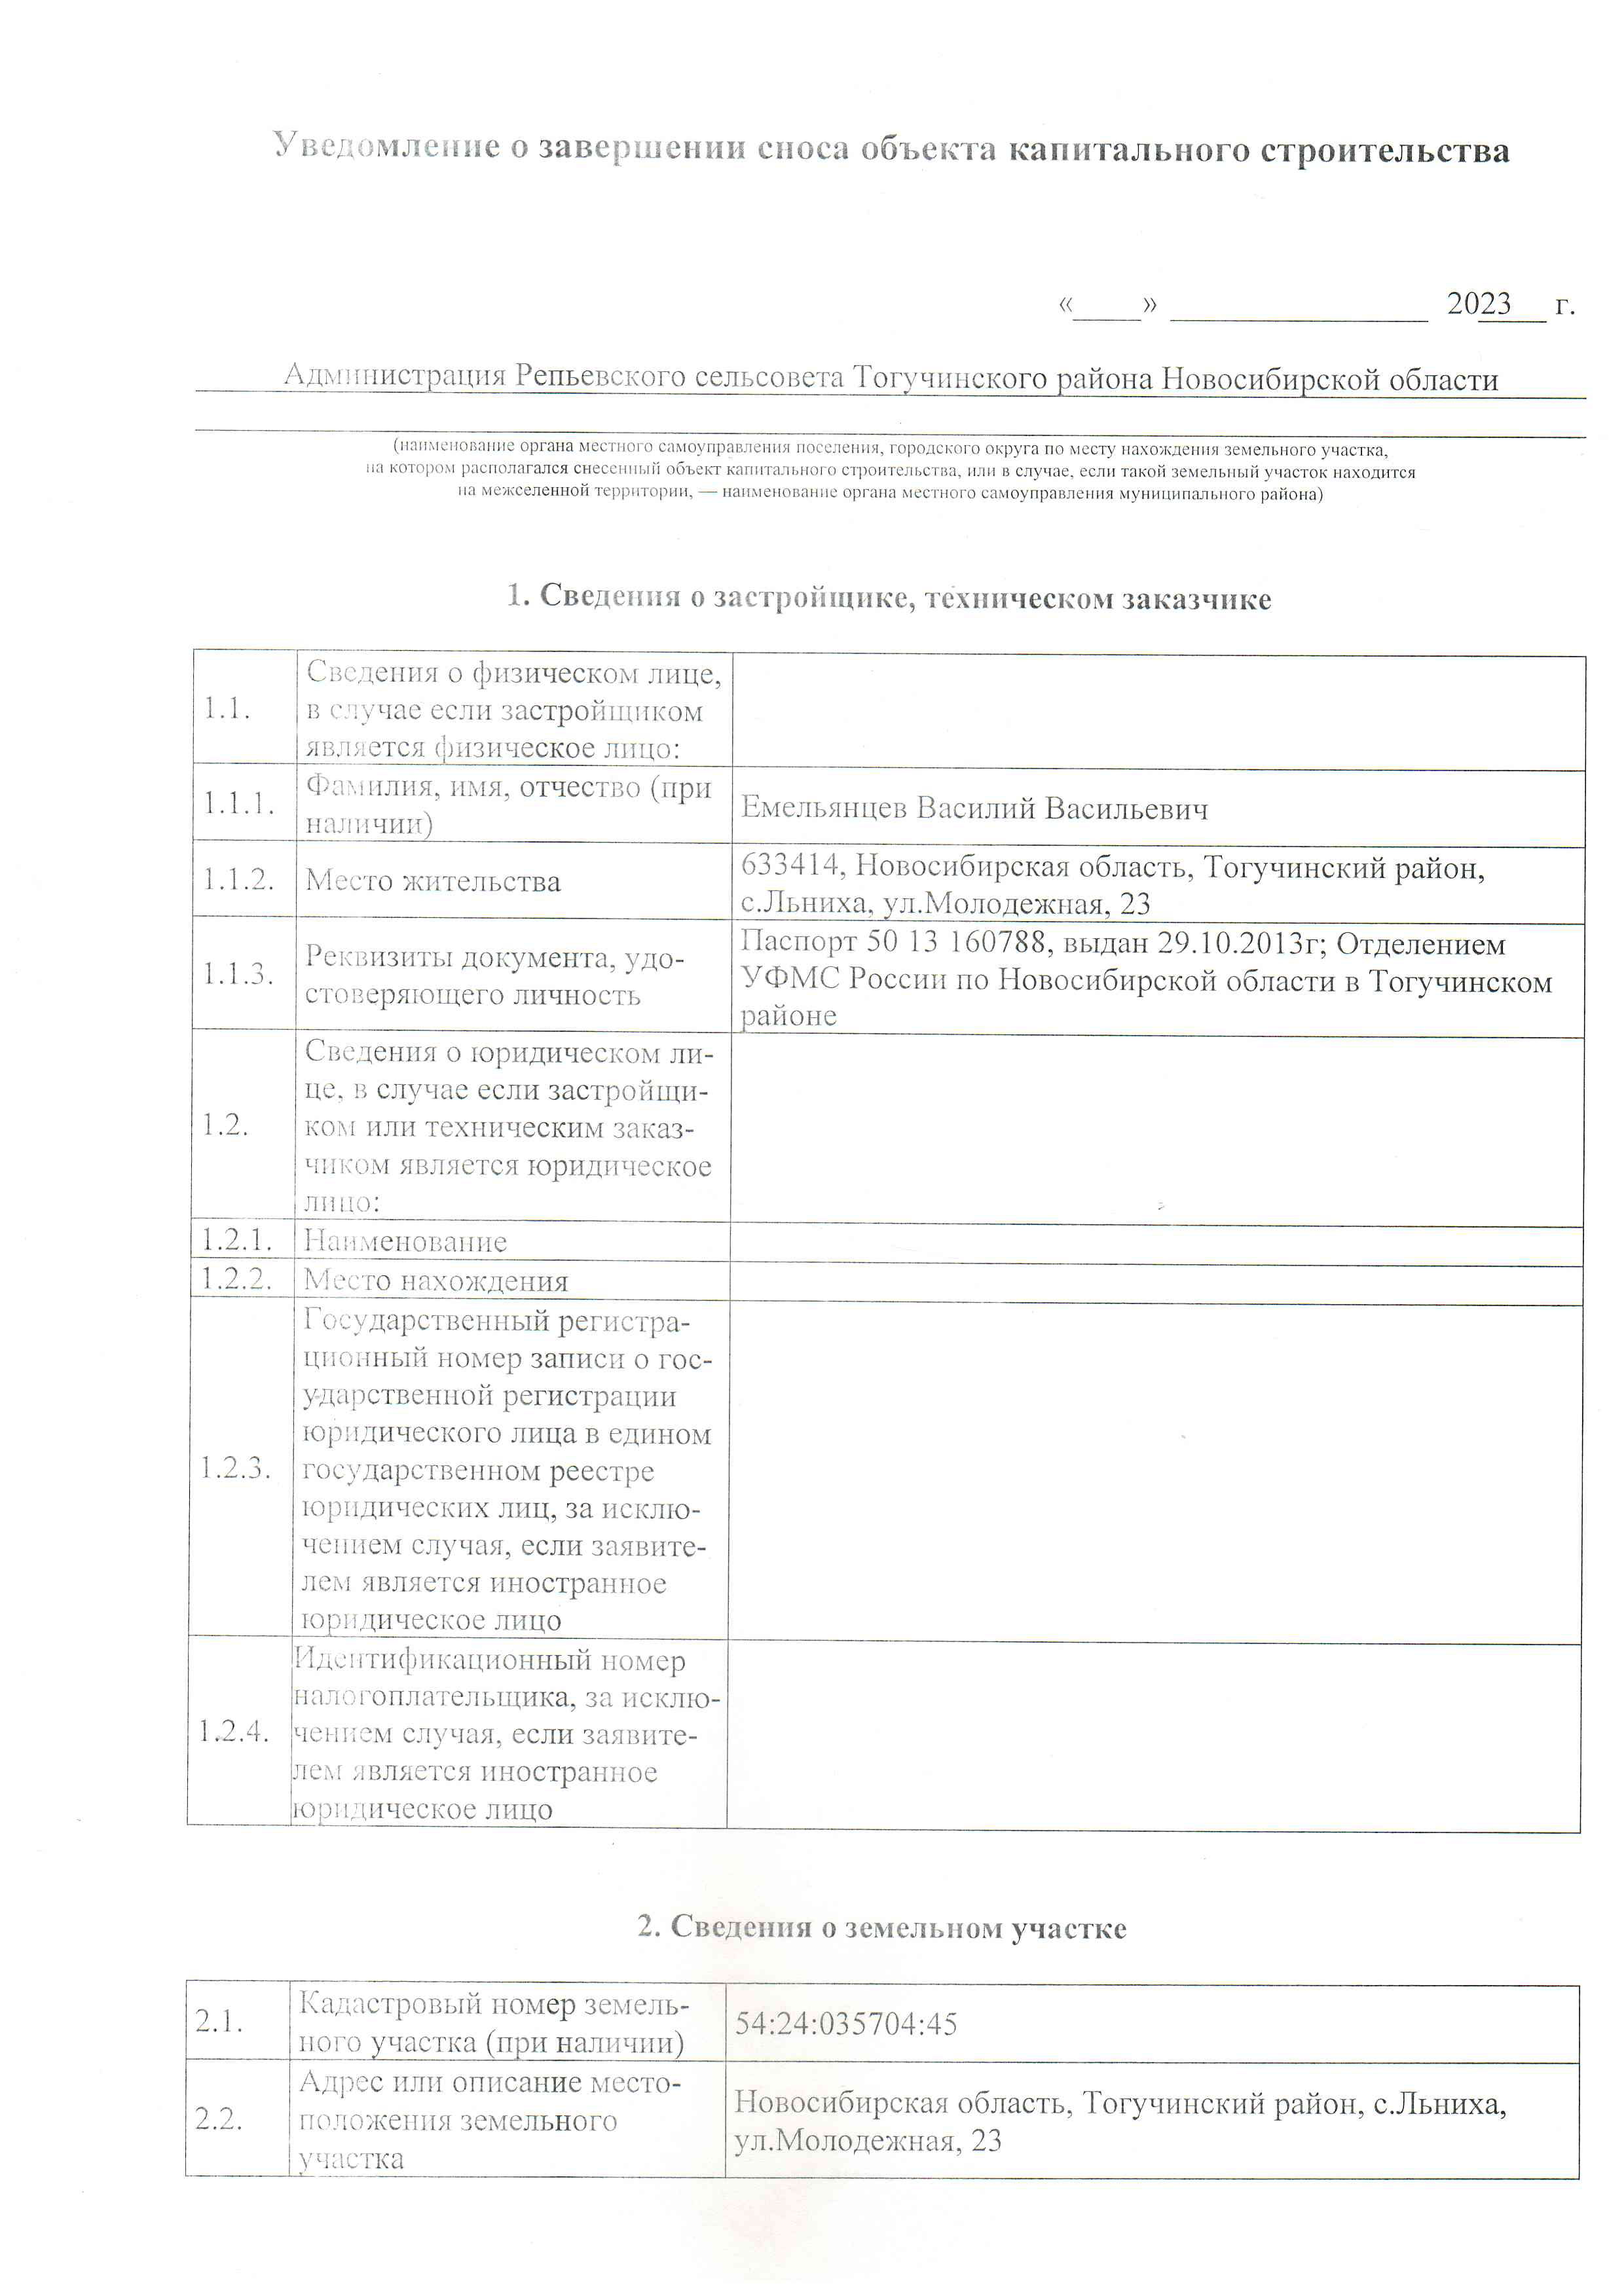 Уведомление о завершении сноса объекта капитального строительства
«____» _______________ 2023 г.
Администрация Репьевского сельсовета Тогучинского района Новосибирской области
(наименование органа местного самоуправления поселения, городского округа по месту нахождения земельного участка,
на котором располагался снесенный объект капитального строительства, или в случае, если такой земельный участок находится
на межселенной территории, — наименование органа местного самоуправления муниципального района)
1. Сведения о застройщике, техническом заказчике
1.1.
Сведения о физическом лице,
в случае если застройщиком
является физическое лицо:
1.1.1.
Фамилия, имя, отчество (при
наличии)
Емельянцев Василий Васильевич
1.1.2.
Место жительства
633414, Новосибирская область, Тогучинский район,
с.Льниха, ул.Молодежная, 23
1.1.3.
Реквизиты документа, удо-
стоверяющего личность
Паспорт 50 13 160788, выдан 29.10.2013г; Отделением
УФМС России по Новосибирской области в Тогучинском
районе
1.2.
Сведения о юридическом ли-
це, в случае если застройщи-
ком или техническим заказ-
чиком является юридическое
лицо:
1.2.1.
Наименование
1.2.2.
Место нахождения
1.2.3.
Государственный регистра-
ционный номер записи о гос-
ударственной регистрации
юридического лица в едином
государственном реестре
юридических лиц, за исклю-
чением случая, если заявите-
лем является иностранное
юридическое лицо
1.2.4.
Идентификационный номер
налогоплательщика, за исклю-
чением случая, если заявите-
лем является иностранное
юридическое лицо
2. Сведения о земельном участке
2.1.
Кадастровый номер земель-
ного участка (при наличии)
54:24:035704:45
2.2.
Адрес или описание место-
положения земельного
участка
Новосибирская область, Тогучинский район, с.Льниха,
ул.Молодежная, 23